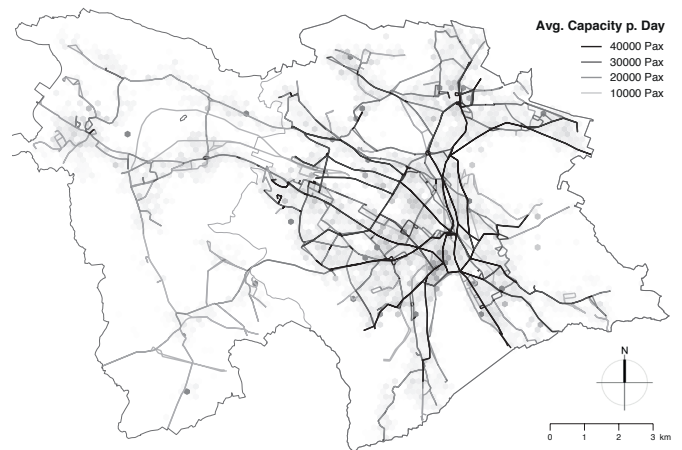 Avg. Capacity p. Day
40000 Pax
30000 Pax
20000 Pax
10000 Pax
N
0 1 2 3 km